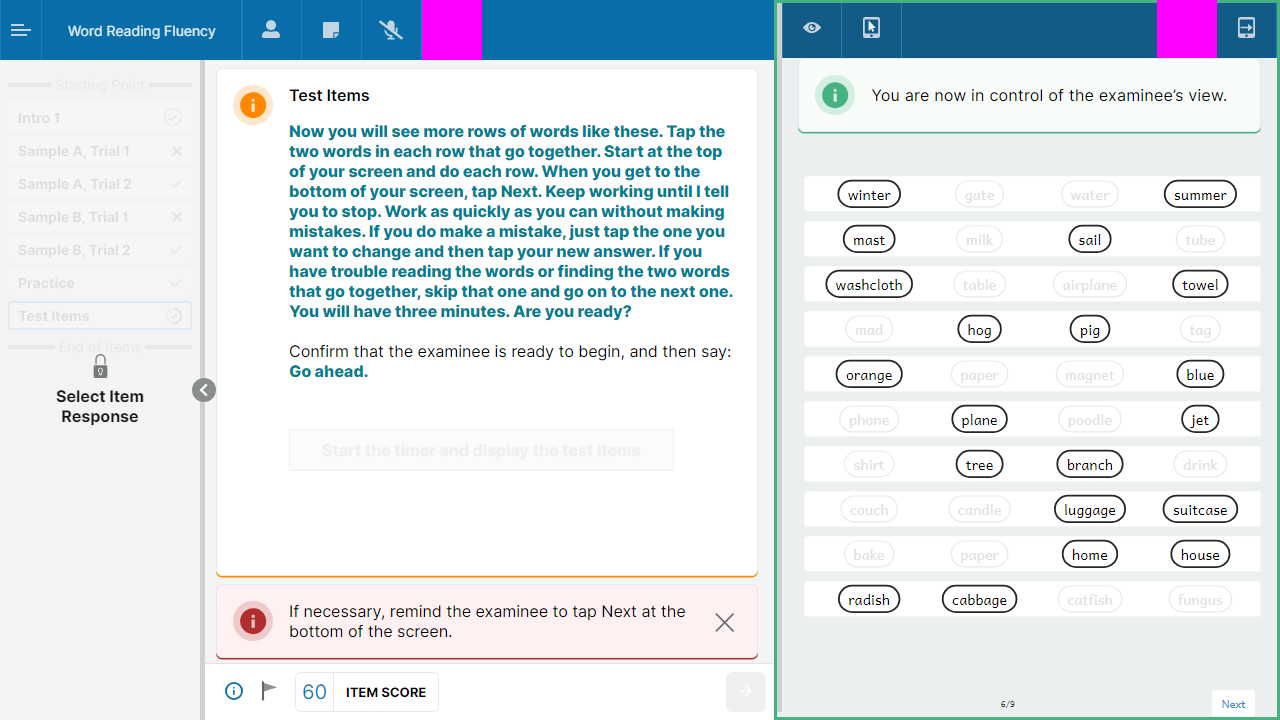 Word Reading Fluency
Starting Point
Intro 1
Sample A, Trial 1
Sample A, Trial 2
Sample B, Trial 1
Sample B, Trial 2
Practice
Test Items
End of Items
Select Item
Response
Test Items
Now you will see more rows of words like these. Tap the
two words in each row that go together. Start at the top
of your screen and do each row. When you get to the
bottom of your screen, tap Next. Keep working until I tell
you to stop. Work as quickly as you can without making
mistakes. If you do make a mistake, just tap the one you
want to change and then tap your new answer. If you
have trouble reading the words or finding the two words
that go together, skip that one and go on to the next one.
You will have three minutes. Are you ready?
Confirm that the examinee is ready to begin, and then say:
Go ahead.
Start the timer and display the test items
If necessary, remind the examinee to tap Next at the
bottom of the screen.
60 ITEM SCORE
You are now in control of the examinee's view.
winter gate water summer
mast milk sail tube
washcloth table airplane towel
mad hog pig tag
orange paper magnet blue
phone plane poodle jet
shirt tree branch drink
couch candle luggage suitcase
bake paper home house
radish cabbage catfish fungus
6/9
Next